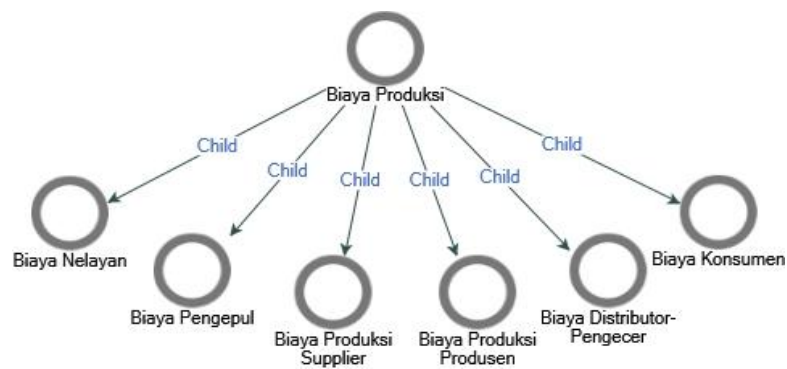 Biaya Produksi
Child
Child
Child
Child
Child
Child
Biaya Nelayan
Biaya Pengepul
Biaya Produksi
Supplier
Biaya Produksi
Produsen
Biaya Distributor-
Pengecer
Biaya Konsumen